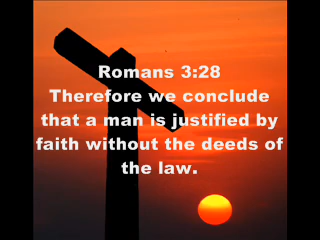 Romans 3:28
Therefore we conclude
that a man is justified by
faith without the deeds of
the law.